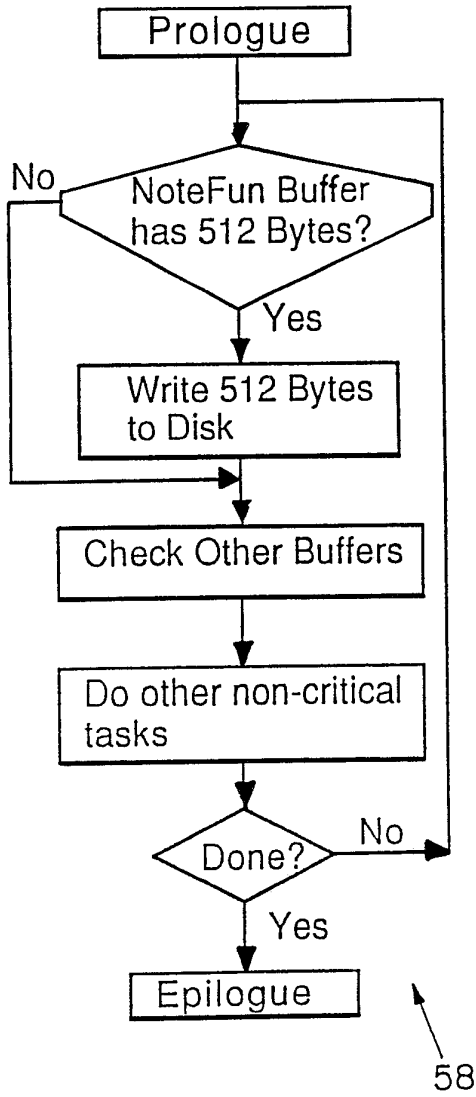 Prologue
No
NoteFun Buffer
has 512 Bytes?
Yes
Write 512 Bytes
to Disk
Check Other Buffers
Do other non-critical
tasks
Done?
No
Yes
Epilogue
58